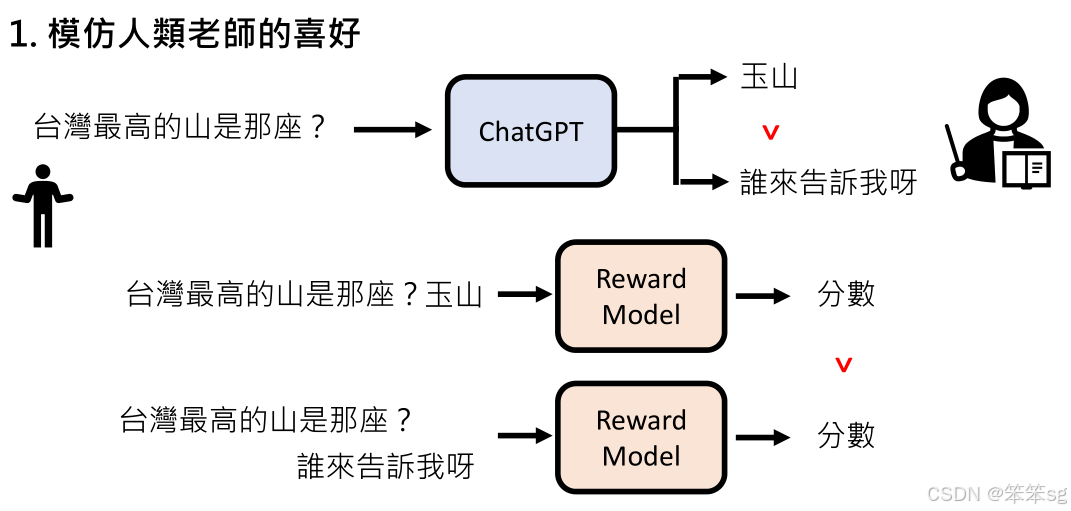 1. 模仿人類老師的喜好
台灣最高的山是那座？
ChatGPT
玉山
>
誰來告訴我呀
台灣最高的山是那座？玉山
Reward
Model
分數
>
台灣最高的山是那座？
誰來告訴我呀
Reward
Model
分數
CSDN @笨笨sg